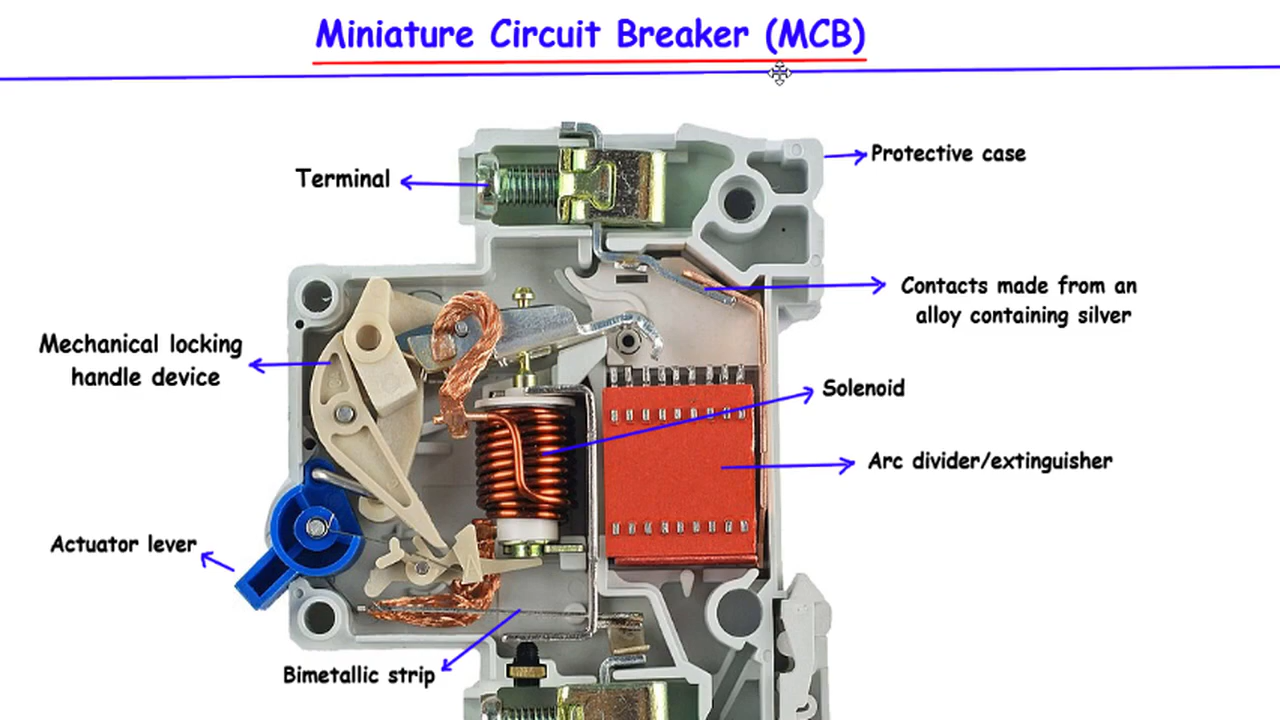 Miniature Circuit Breaker (MCB)
Protective case
Terminal
Contacts made from an
alloy containing silver
Mechanical locking
handle device
Solenoid
Arc divider/extinguisher
Actuator lever
Bimetallic strip